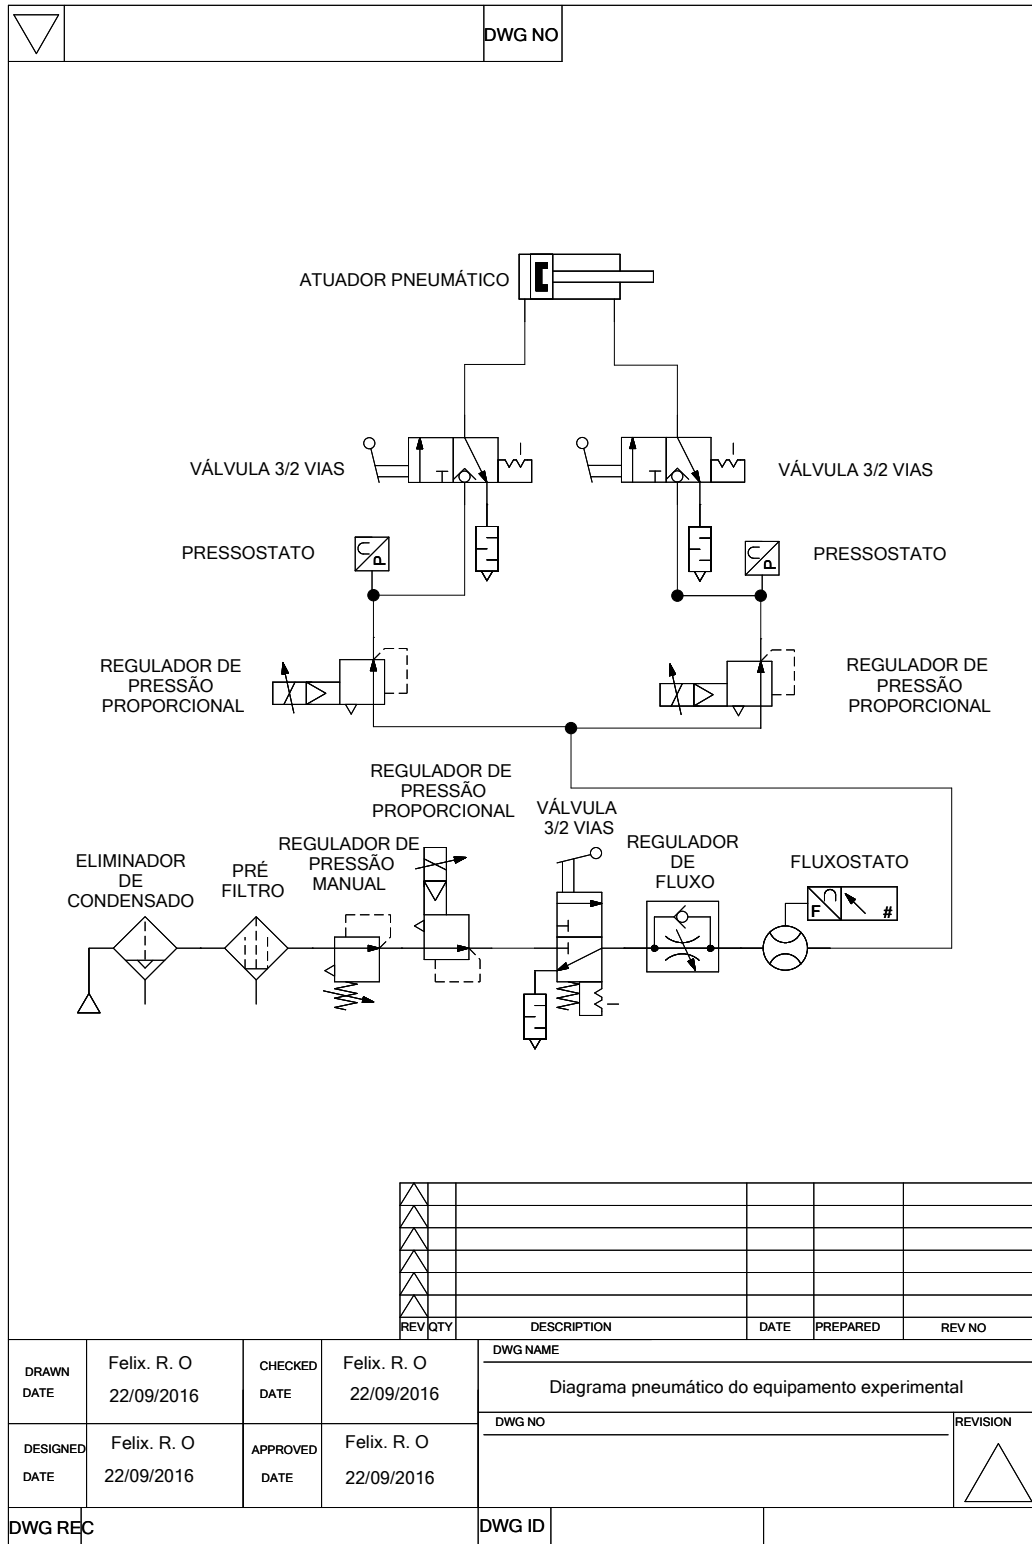 DWG NO
ATUADOR PNEUMÁTICO
VÁLVULA 3/2 VIAS
VÁLVULA 3/2 VIAS
PRESSOSTATO
P
P
PRESSOSTATO
REGULADOR DE
PRESSÃO
PROPORCIONAL
REGULADOR DE
PRESSÃO
PROPORCIONAL
REGULADOR DE
PRESSÃO
PROPORCIONAL
VÁLVULA
3/2 VIAS
ELIMINADOR
DE
CONDENSADO
PRÉ
FILTRO
REGULADOR DE
PRESSÃO
MANUAL
REGULADOR
DE
FLUXO
FLUXOSTATO
F #
REV QTY DESCRIPTION DATE PREPARED REV NO
DRAWN Felix. R. O
DATE 22/09/2016
CHECKED Felix. R. O
DATE 22/09/2016
DWG NAME
Diagrama pneumático do equipamento experimental
DESIGNED Felix. R. O
DATE 22/09/2016
APPROVED Felix. R. O
DATE 22/09/2016
DWG NO
REVISION
DWG REC
DWG ID